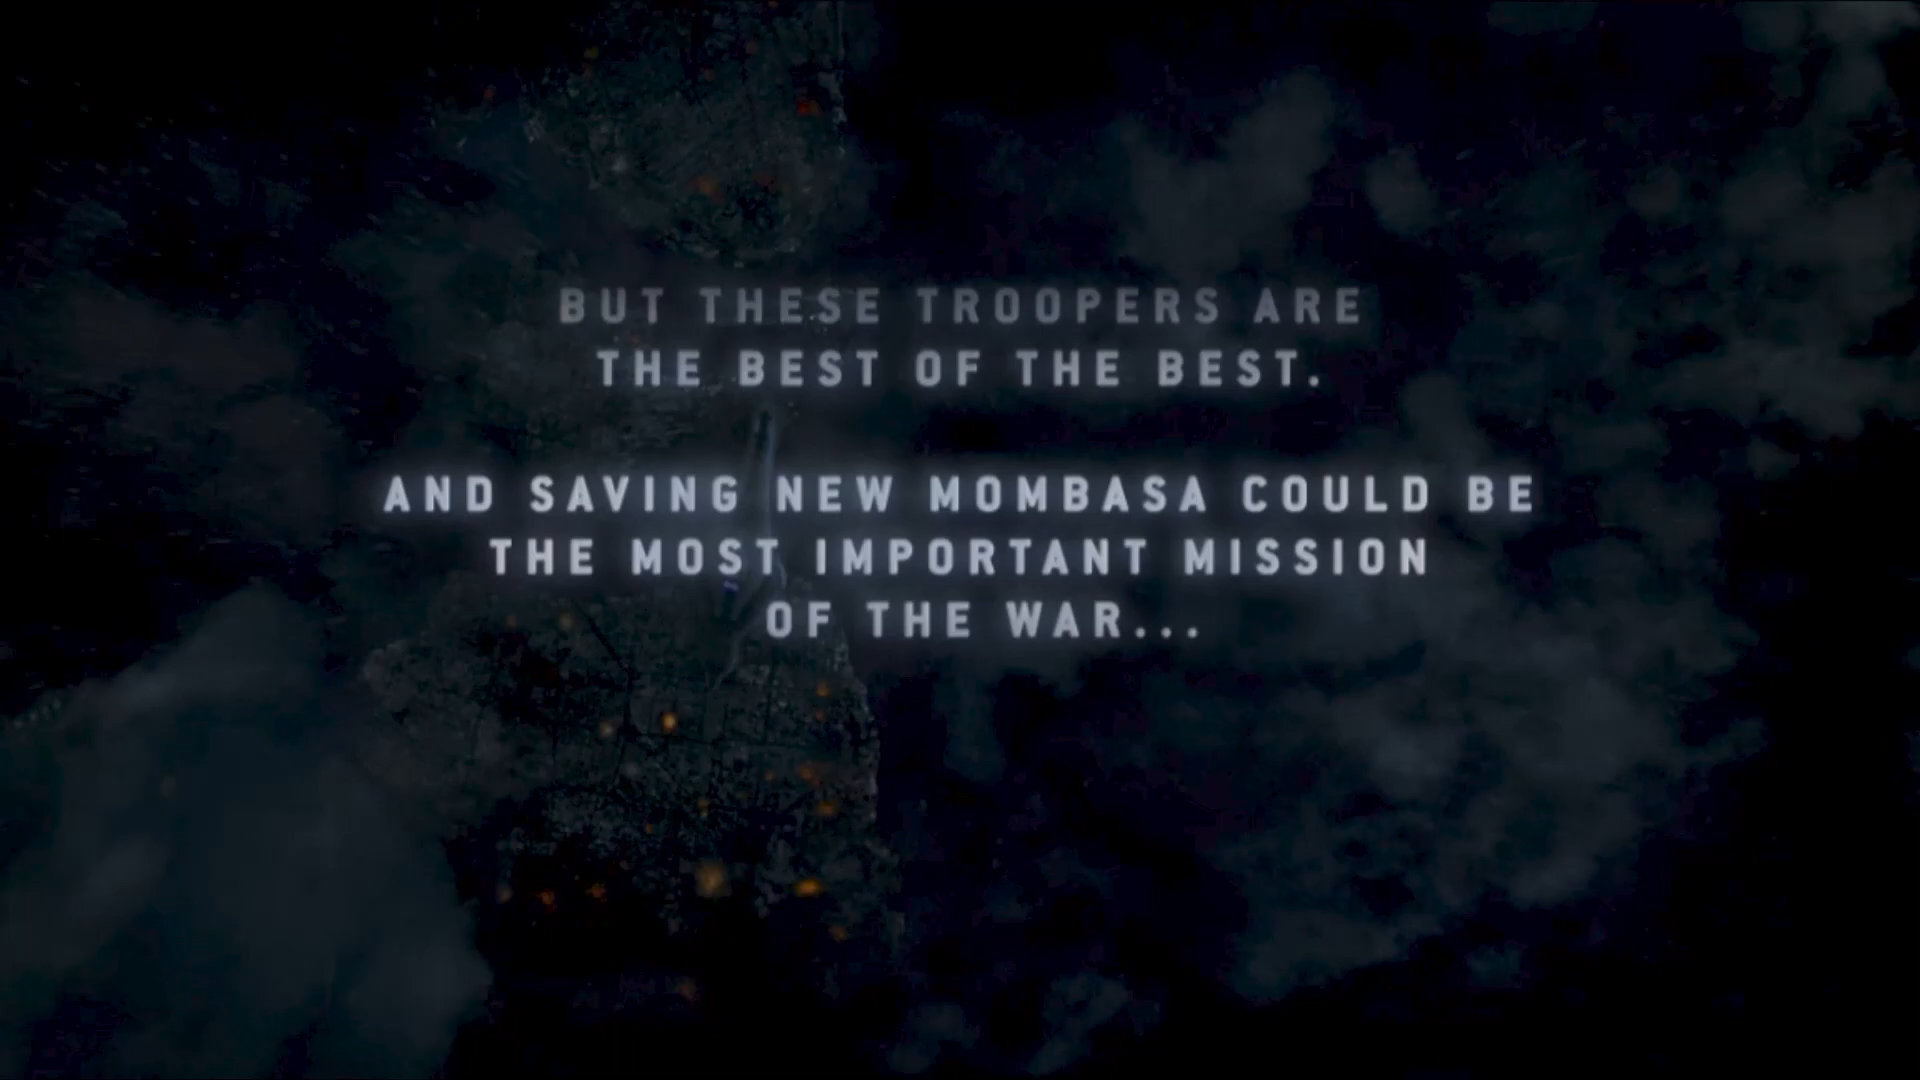 BUT THESE TROOPERS ARE
THE BEST OF THE BEST.
AND SAVING NEW MOMBASA COULD BE
THE MOST IMPORTANT MISSION
OF THE WAR...